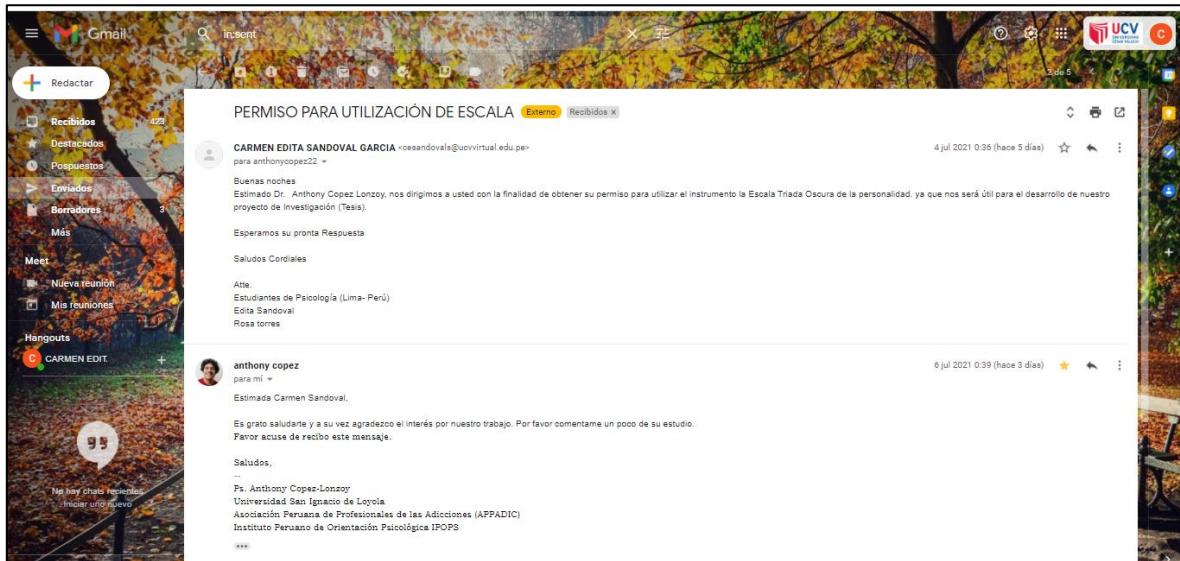 Gmail
in:sent
UCV
UNIVERSIDAD
CÉSAR VALLEJO
C
Redactar
2 de 5
Recibidos 423
Destacados
Pospuestos
Enviados
Borradores 3
Más
Meet
Nueva reunión
Mis reuniones
Hangouts
C CARMEN EDIT.
No hay chats recientes
Iniciar uno nuevo
PERMISO PARA UTILIZACIÓN DE ESCALA Externo Recibidos x
CARMEN EDITA SANDOVAL GARCIA <cesandovals@ucvvirtual.edu.pe> 4 jul 2021 0:36 (hace 5 días)
para anthonycopez22
Buenas noches
Estimado Dr. Anthony Copez Lonzoy, nos dirigimos a usted con la finalidad de obtener su permiso para utilizar el instrumento la Escala Triada Oscura de la personalidad. ya que nos será útil para el desarrollo de nuestro
proyecto de Investigación (Tesis).
Esperamos su pronta Respuesta
Saludos Cordiales
Atte.
Estudiantes de Psicología (Lima- Perú)
Edita Sandoval
Rosa torres
anthony copez 6 jul 2021 0:39 (hace 3 días)
para mí
Estimada Carmen Sandoval,
Es grato saludarte y a su vez agradezco el interés por nuestro trabajo. Por favor comentame un poco de su estudio.
Favor acuse de recibo este mensaje.
Saludos,
--
Ps. Anthony Copez-Lonzoy
Universidad San Ignacio de Loyola
Asociación Peruana de Profesionales de las Adicciones (APPADIC)
Instituto Peruano de Orientación Psicológica IPOPS